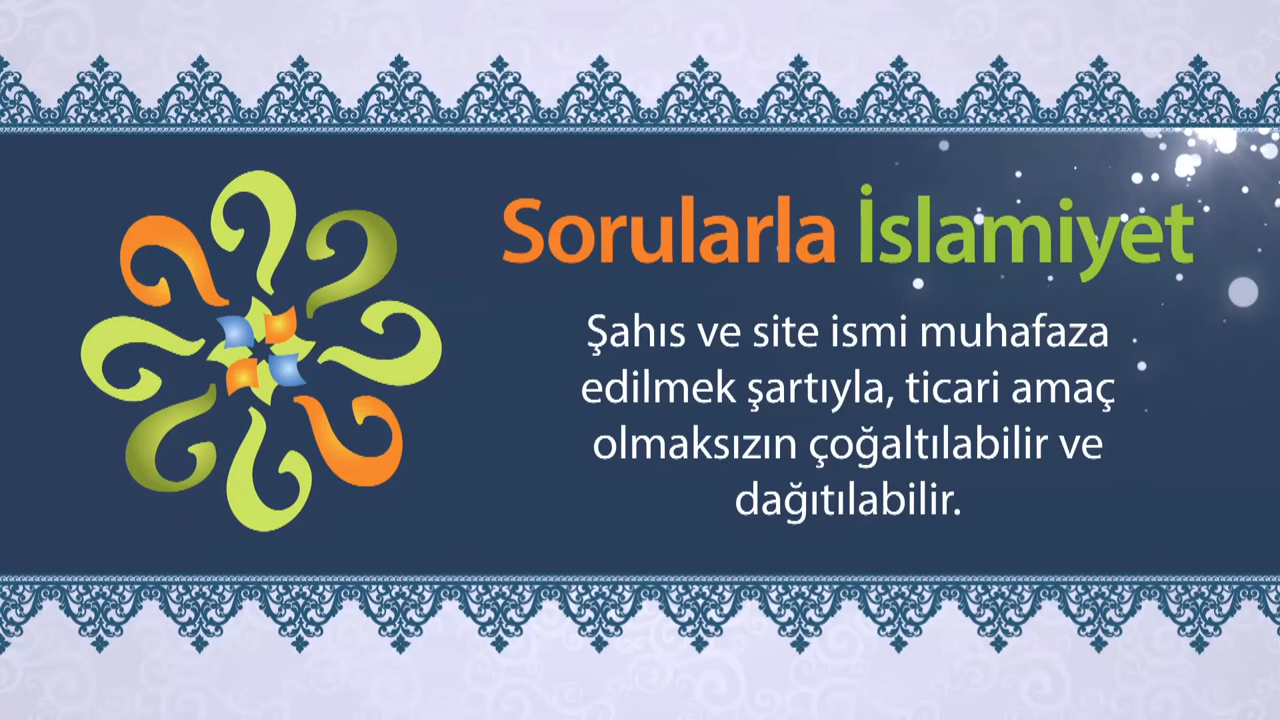 Sorularla İslamiyet
Şahıs ve site ismi muhafaza
edilmek şartıyla, ticari amaç
olmaksızın çoğaltılabilir ve
dağıtılabilir.